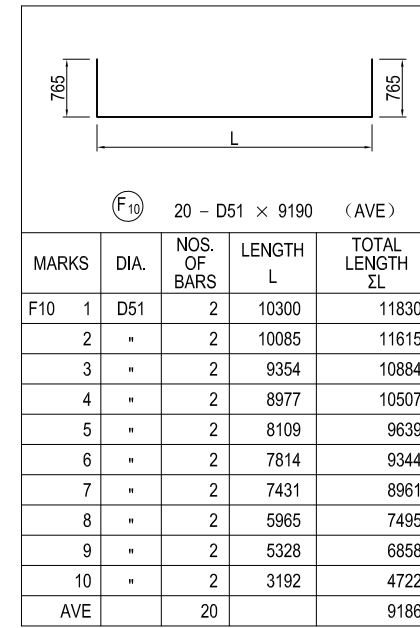 765
765
L
F10 20 - D51 × 9190 (AVE)
MARKS DIA. NOS. OF BARS LENGTH L TOTAL LENGTH ΣL
F10 1 D51 2 10300 11830
2 " 2 10085 11615
3 " 2 9354 10884
4 " 2 8977 10507
5 " 2 8109 9639
6 " 2 7814 9344
7 " 2 7431 8961
8 " 2 5965 7495
9 " 2 5328 6858
10 " 2 3192 4722
AVE 20 9186